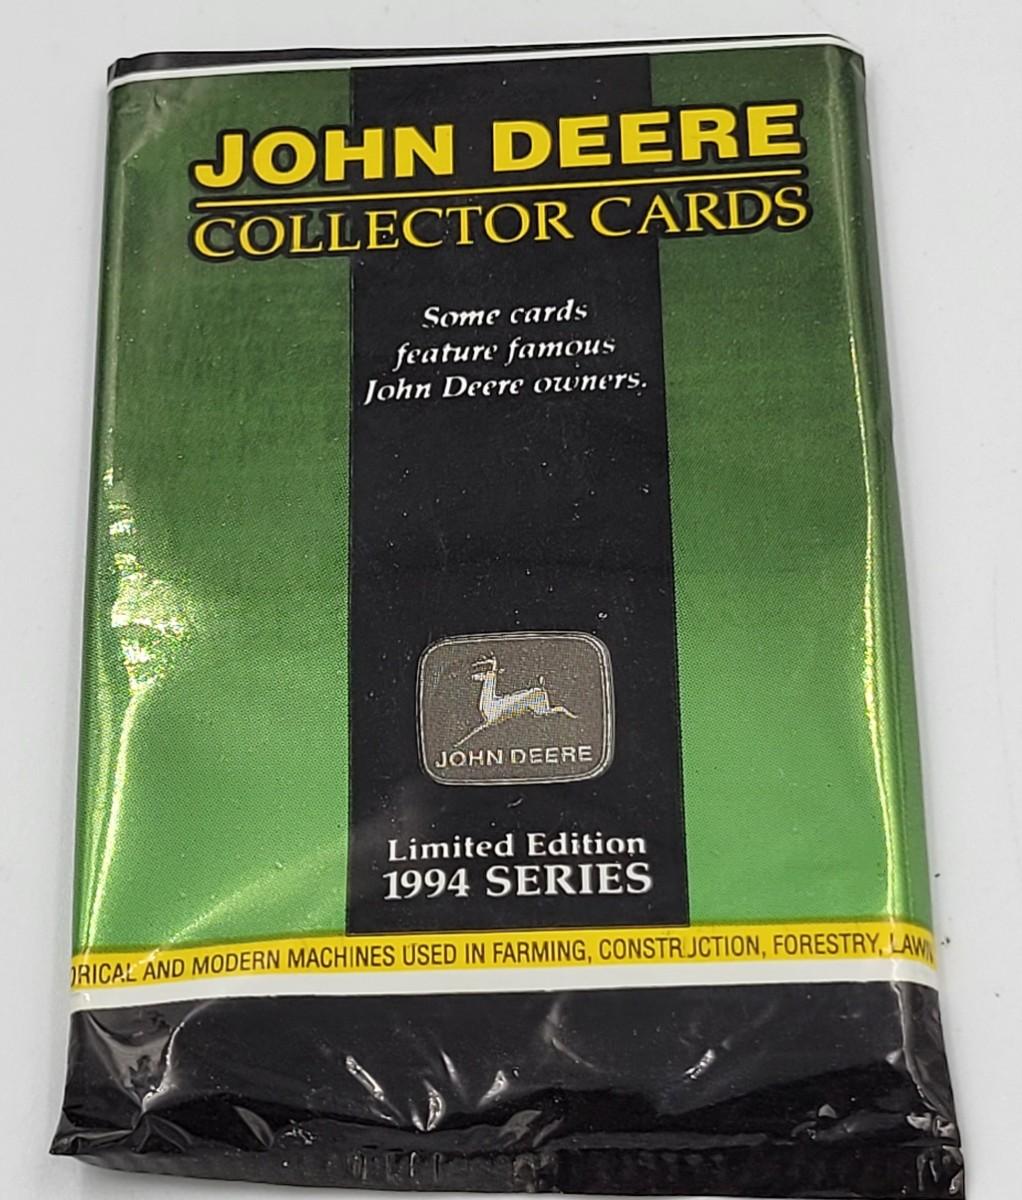 JOHN DEERE
COLLECTOR CARDS
Some cards
feature famous
John Deere owners.
JOHN DEERE
Limited Edition
1994 SERIES
ORICAL AND MODERN MACHINES USED IN FARMING, CONSTRUCTION, FORESTRY, LAWN